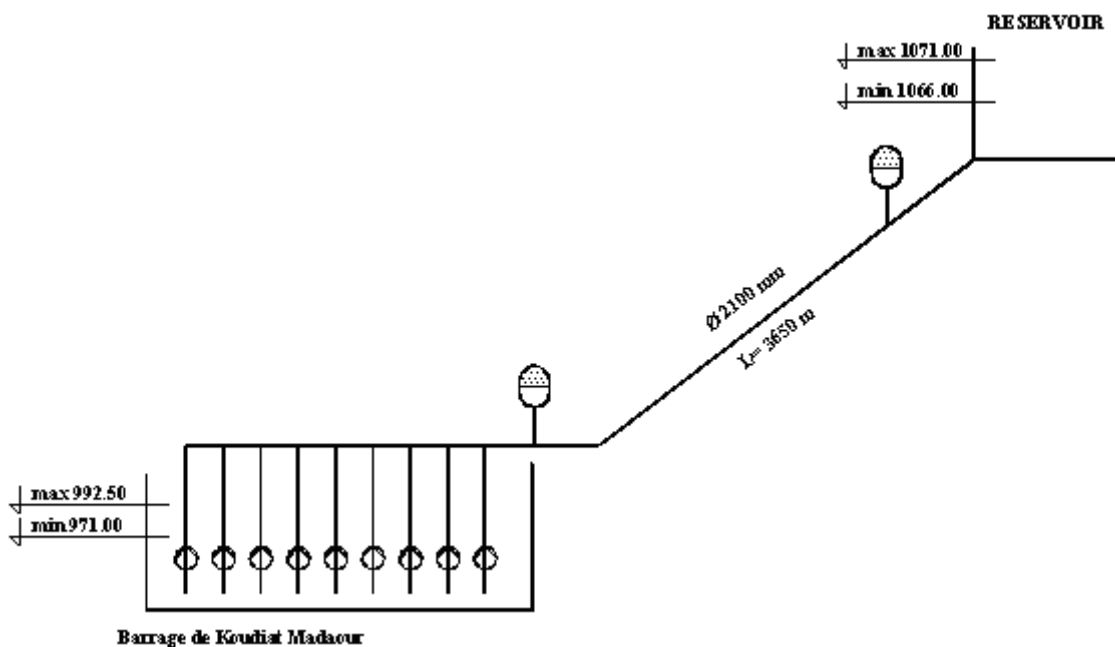 RESERVOIR
max 1071.00
min 1066.00
Ø 2100 mm
L= 3650 m
max 992.50
min 971.00
Barrage de Koudiat Madaour